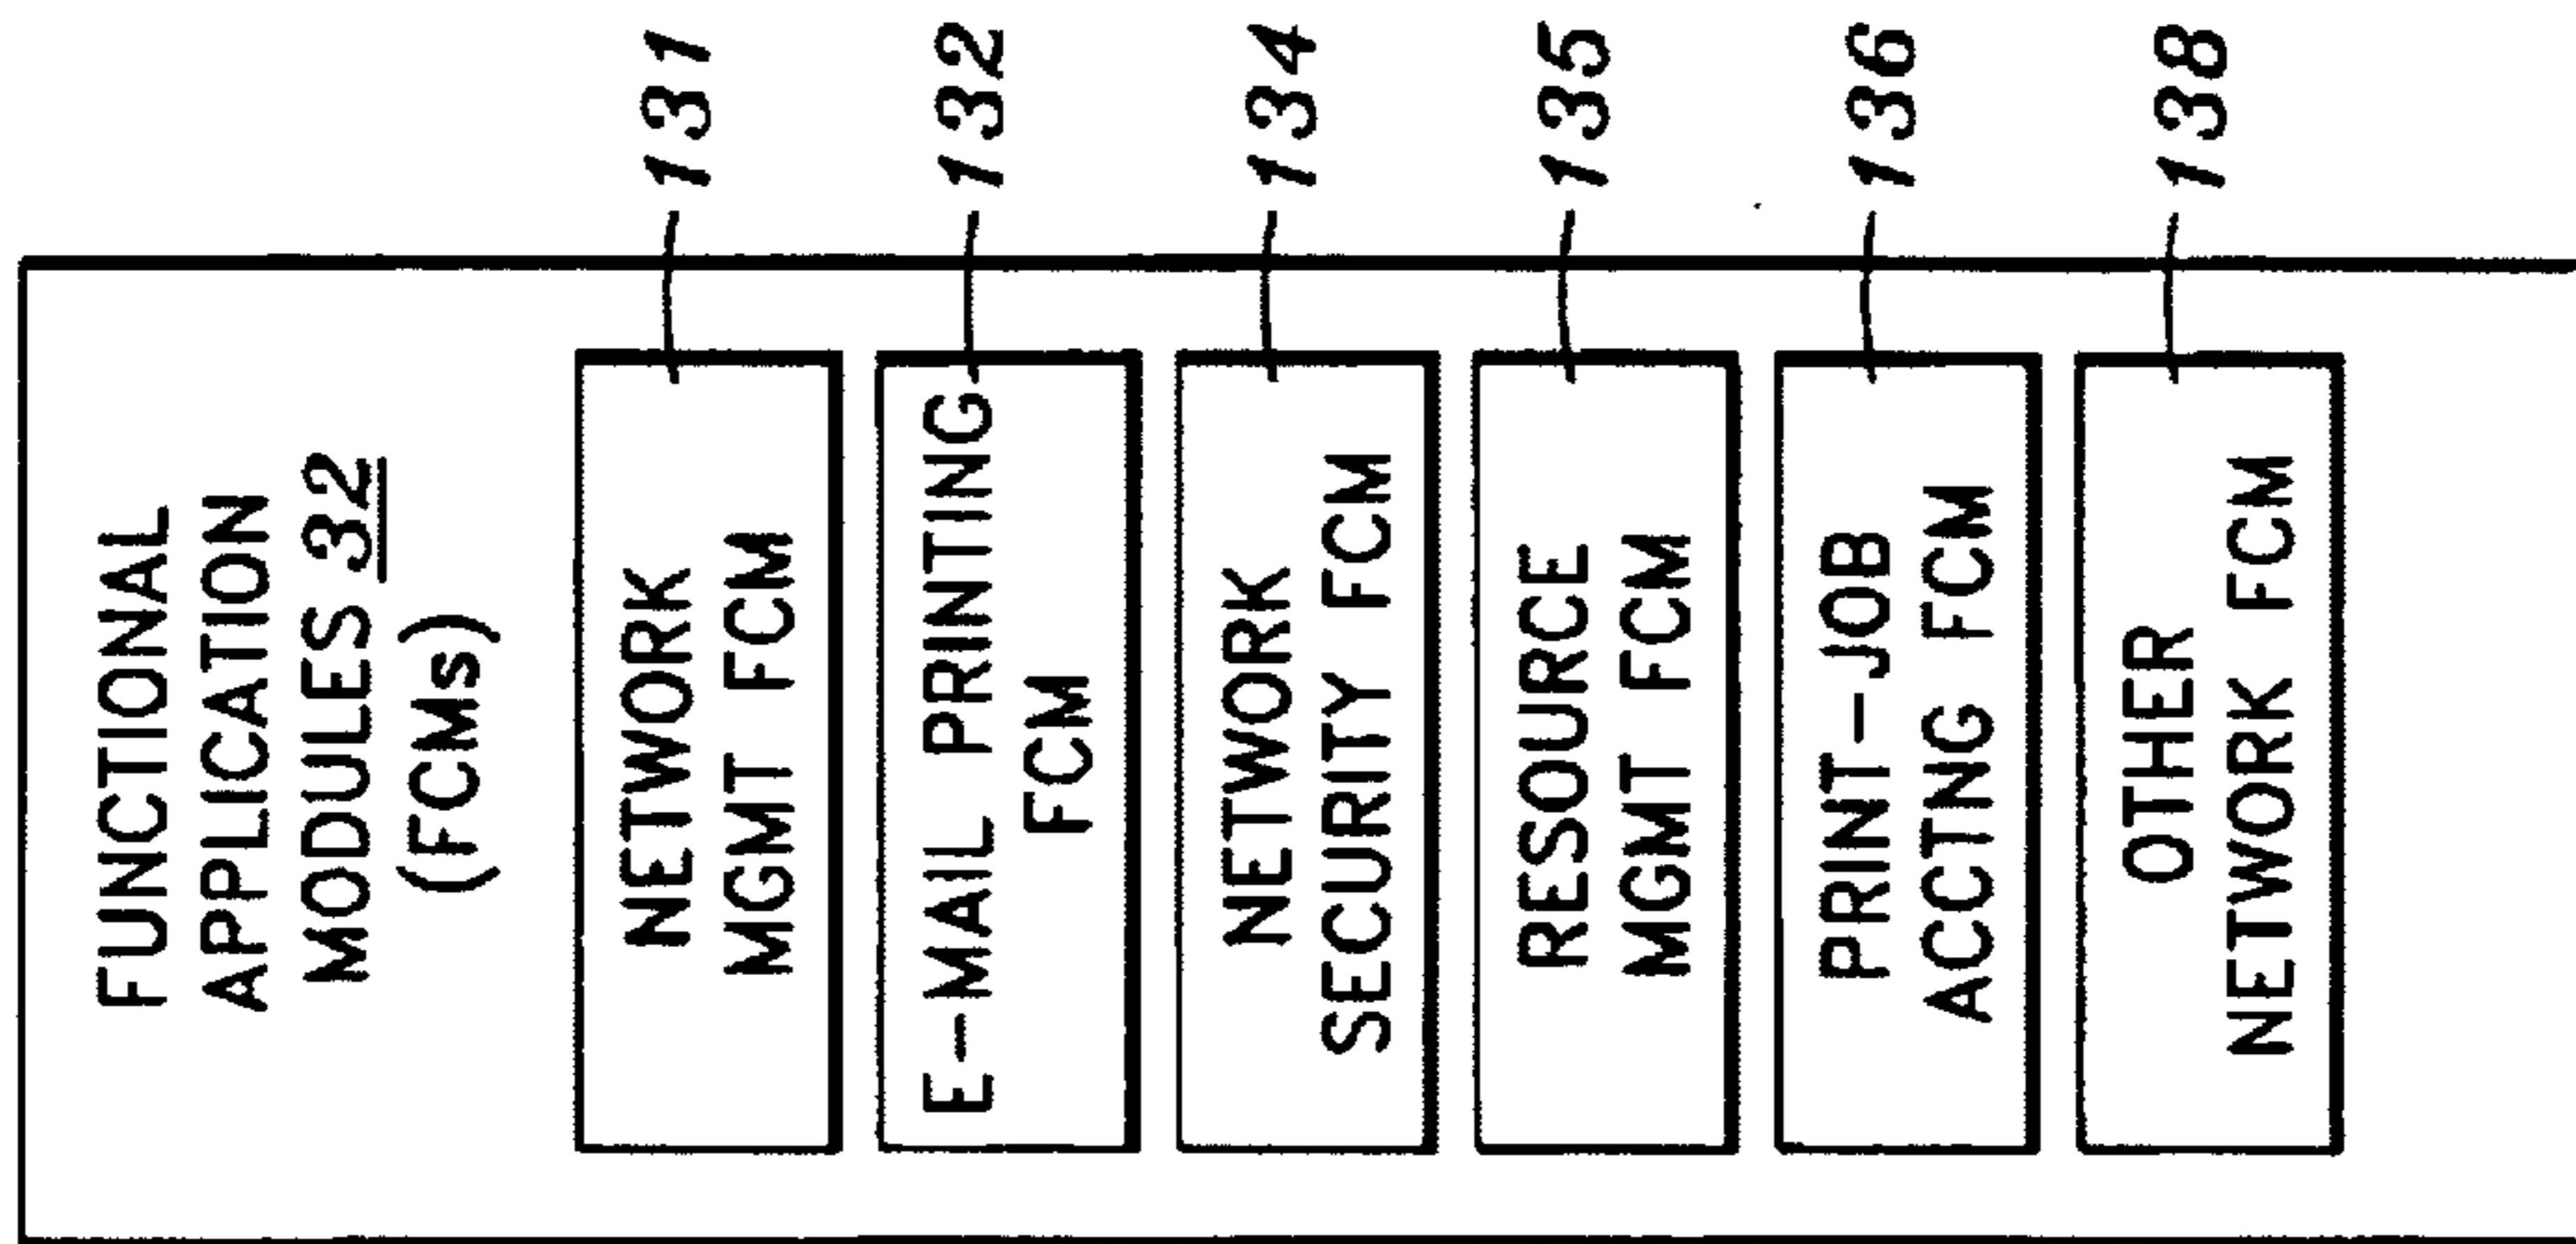 FUNCTIONAL
APPLICATION
MODULES 32
(FCMs)
NETWORK
MGMT FCM
131
E-MAIL PRINTING
FCM
132
NETWORK
SECURITY FCM
134
RESOURCE
MGMT FCM
135
PRINT-JOB
ACCTNG FCM
136
OTHER
NETWORK FCM
138